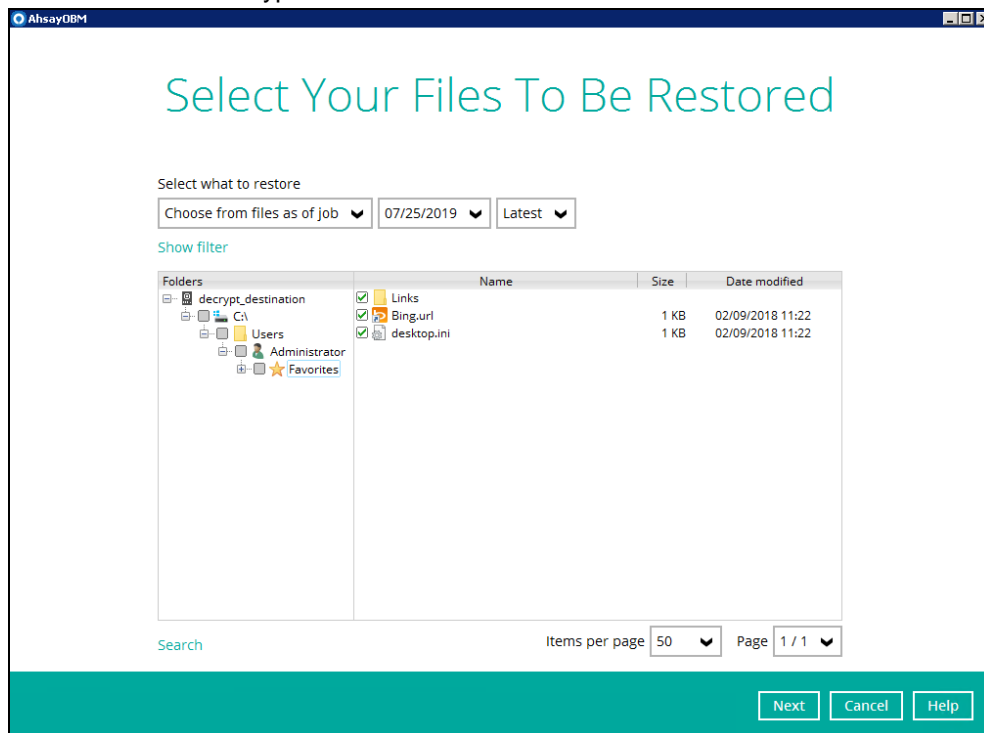 AhsayOBM
Select Your Files To Be Restored
Select what to restore
Choose from files as of job 07/25/2019 Latest
Show filter
Folders Name Size Date modified
decrypt_destination Links
C:\ Bing.url 1 KB 02/09/2018 11:22
Users desktop.ini 1 KB 02/09/2018 11:22
Administrator
Favorites
Search Items per page 50 Page 1 / 1
Next Cancel Help